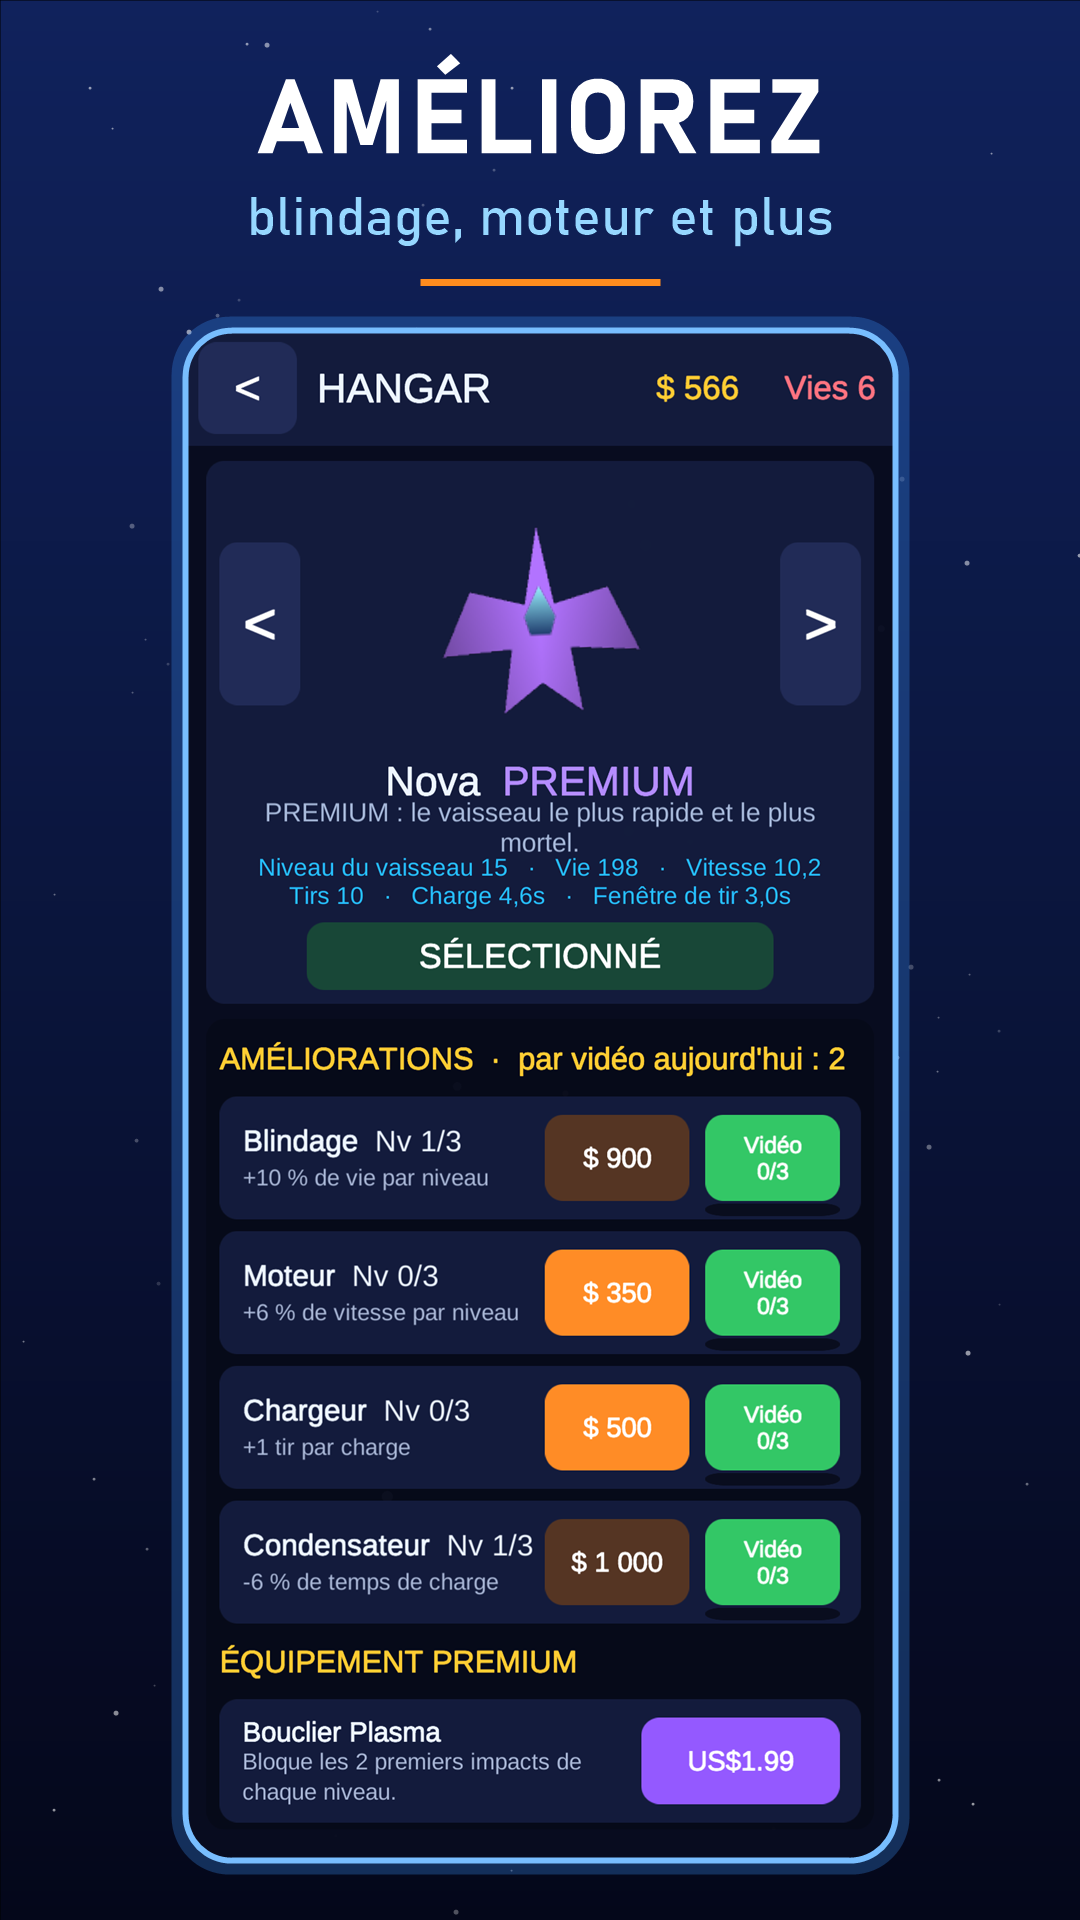 AMÉLIOREZ
blindage, moteur et plus
< HANGAR $ 566 Vies 6
< >
Nova PREMIUM
PREMIUM : le vaisseau le plus rapide et le plus
mortel.
Niveau du vaisseau 15 · Vie 198 · Vitesse 10,2
Tirs 10 · Charge 4,6s · Fenêtre de tir 3,0s
SÉLECTIONNÉ
AMÉLIORATIONS · par vidéo aujourd'hui : 2
Blindage Nv 1/3
+10 % de vie par niveau
$ 900
Vidéo
0/3
Moteur Nv 0/3
+6 % de vitesse par niveau
$ 350
Vidéo
0/3
Chargeur Nv 0/3
+1 tir par charge
$ 500
Vidéo
0/3
Condensateur Nv 1/3
-6 % de temps de charge
$ 1 000
Vidéo
0/3
ÉQUIPEMENT PREMIUM
Bouclier Plasma
Bloque les 2 premiers impacts de
chaque niveau.
US$1.99